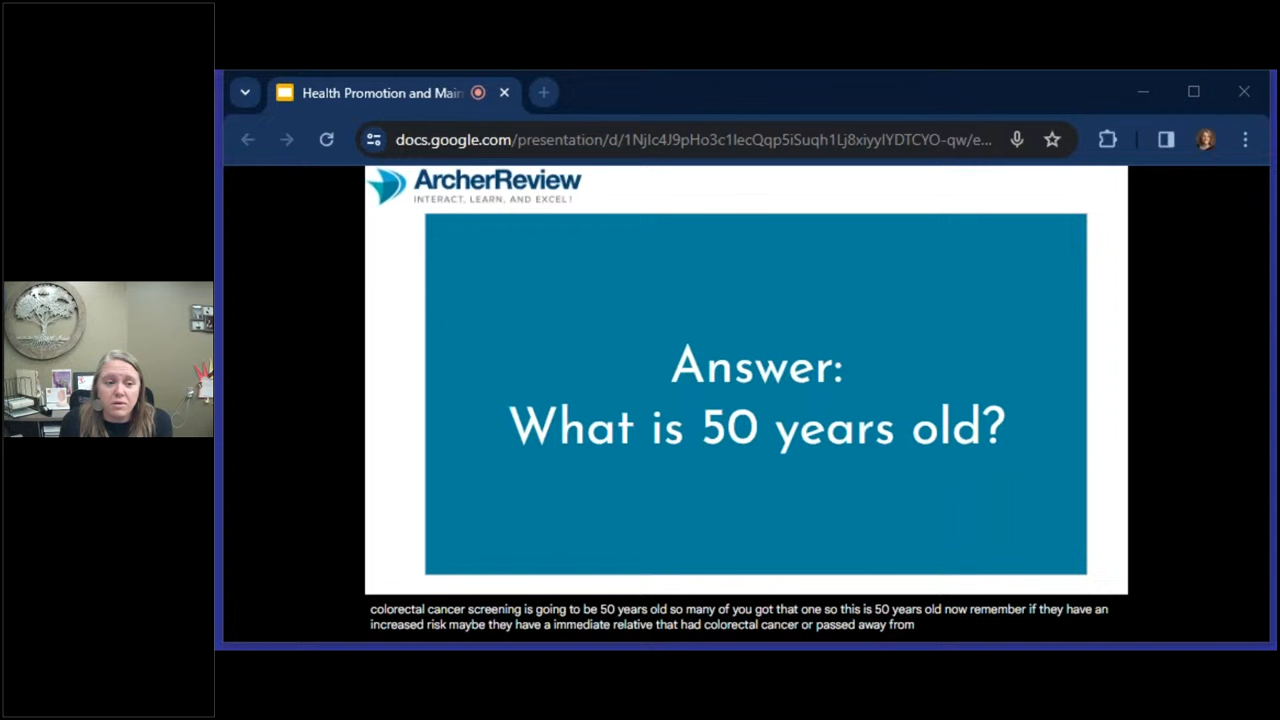 Health Promotion and Main
docs.google.com/presentation/d/1NjIc4J9pHo3c1IecQqp5iSuqh1Lj8xiyyIYDTCYO-qw/e...
ArcherReview
INTERACT, LEARN, AND EXCEL!
Answer:
What is 50 years old?
colorectal cancer screening is going to be 50 years old so many of you got that one so this is 50 years old now remember if they have an
increased risk maybe they have a immediate relative that had colorectal cancer or passed away from